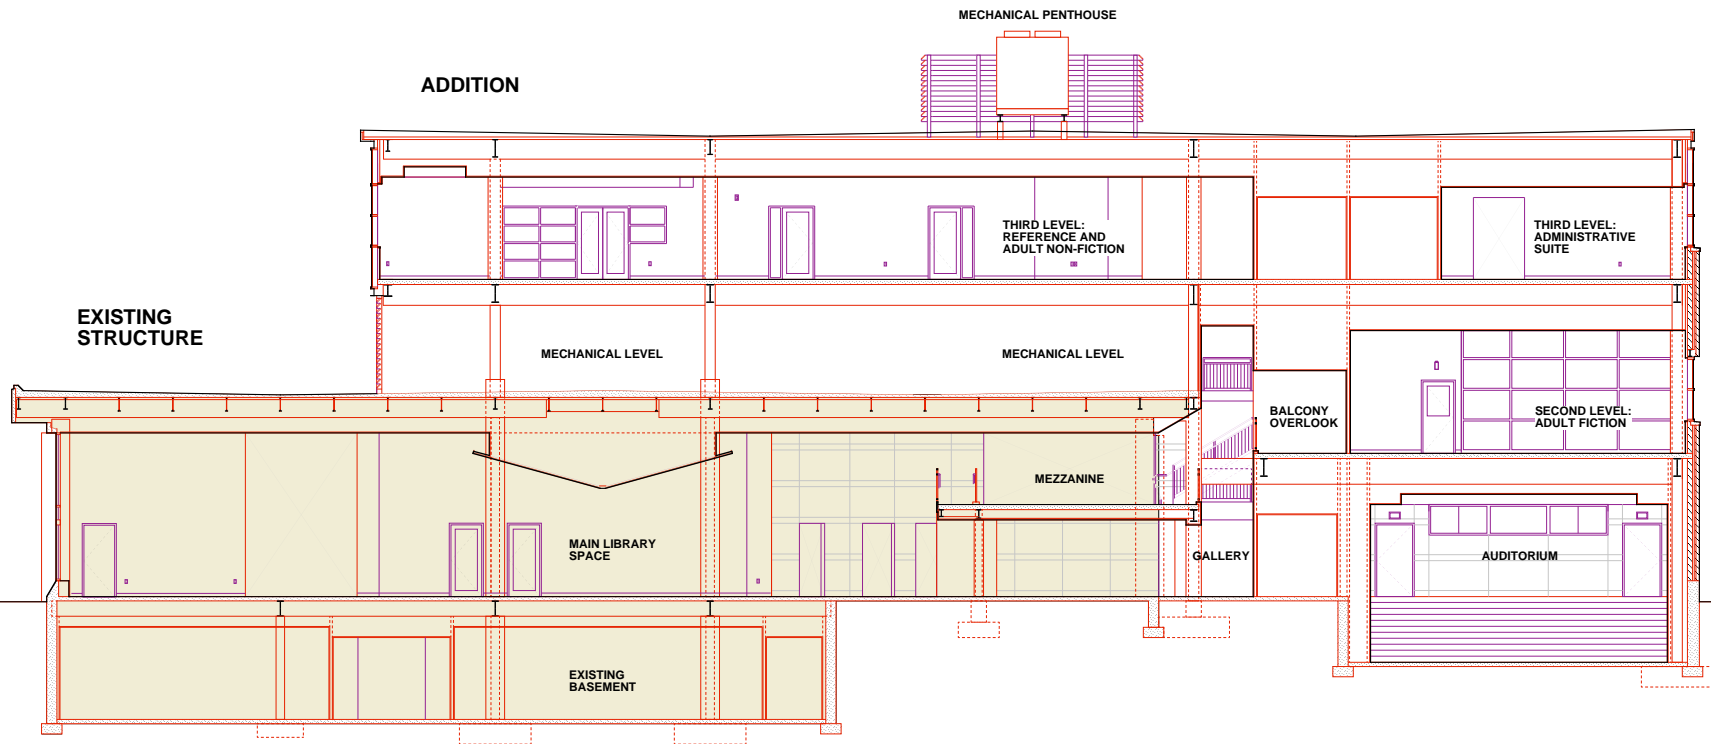 MECHANICAL PENTHOUSE
ADDITION
THIRD LEVEL:
REFERENCE AND
ADULT NON-FICTION
THIRD LEVEL:
ADMINISTRATIVE
SUITE
EXISTING
STRUCTURE
MECHANICAL LEVEL
MECHANICAL LEVEL
BALCONY
OVERLOOK
SECOND LEVEL:
ADULT FICTION
MEZZANINE
MAIN LIBRARY
SPACE
GALLERY
AUDITORIUM
EXISTING
BASEMENT